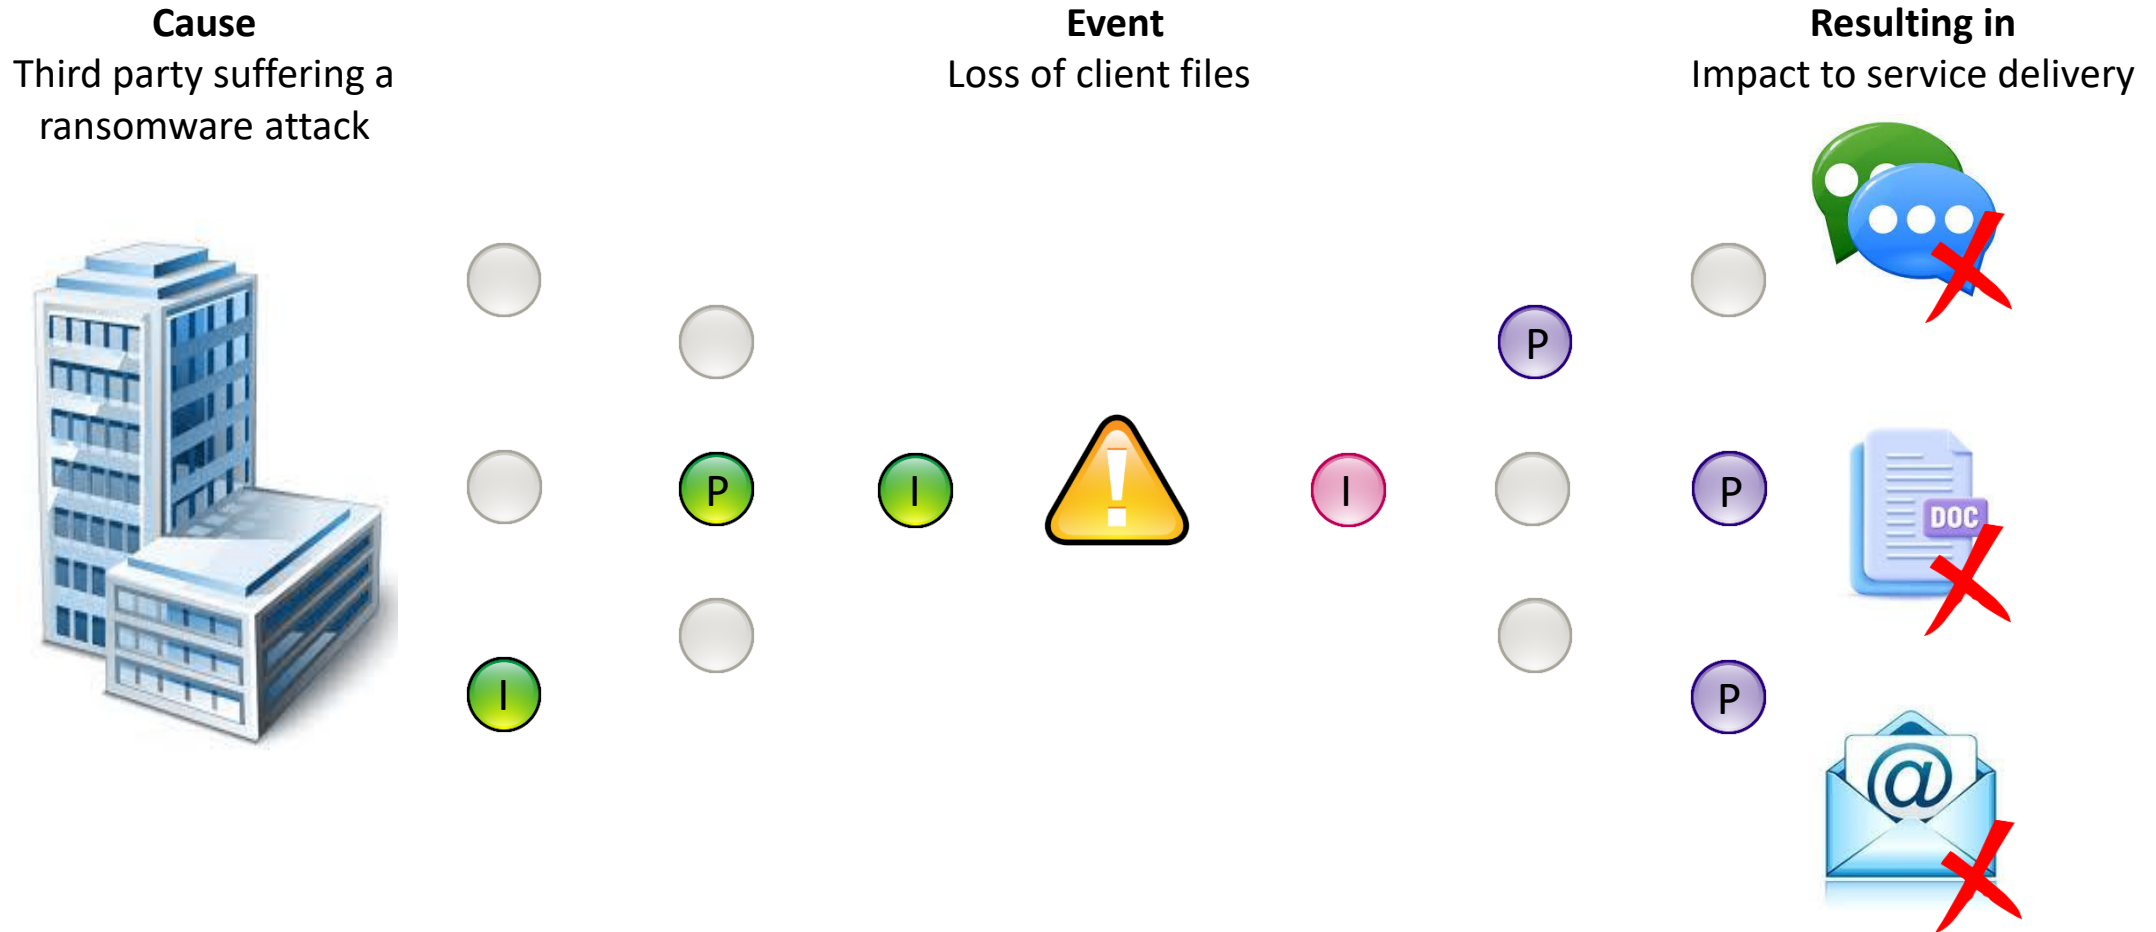 Cause
Third party suffering a
ransomware attack
Event
Loss of client files
Resulting in
Impact to service delivery
P
P
I
!
I
P
DOC
I
P
@